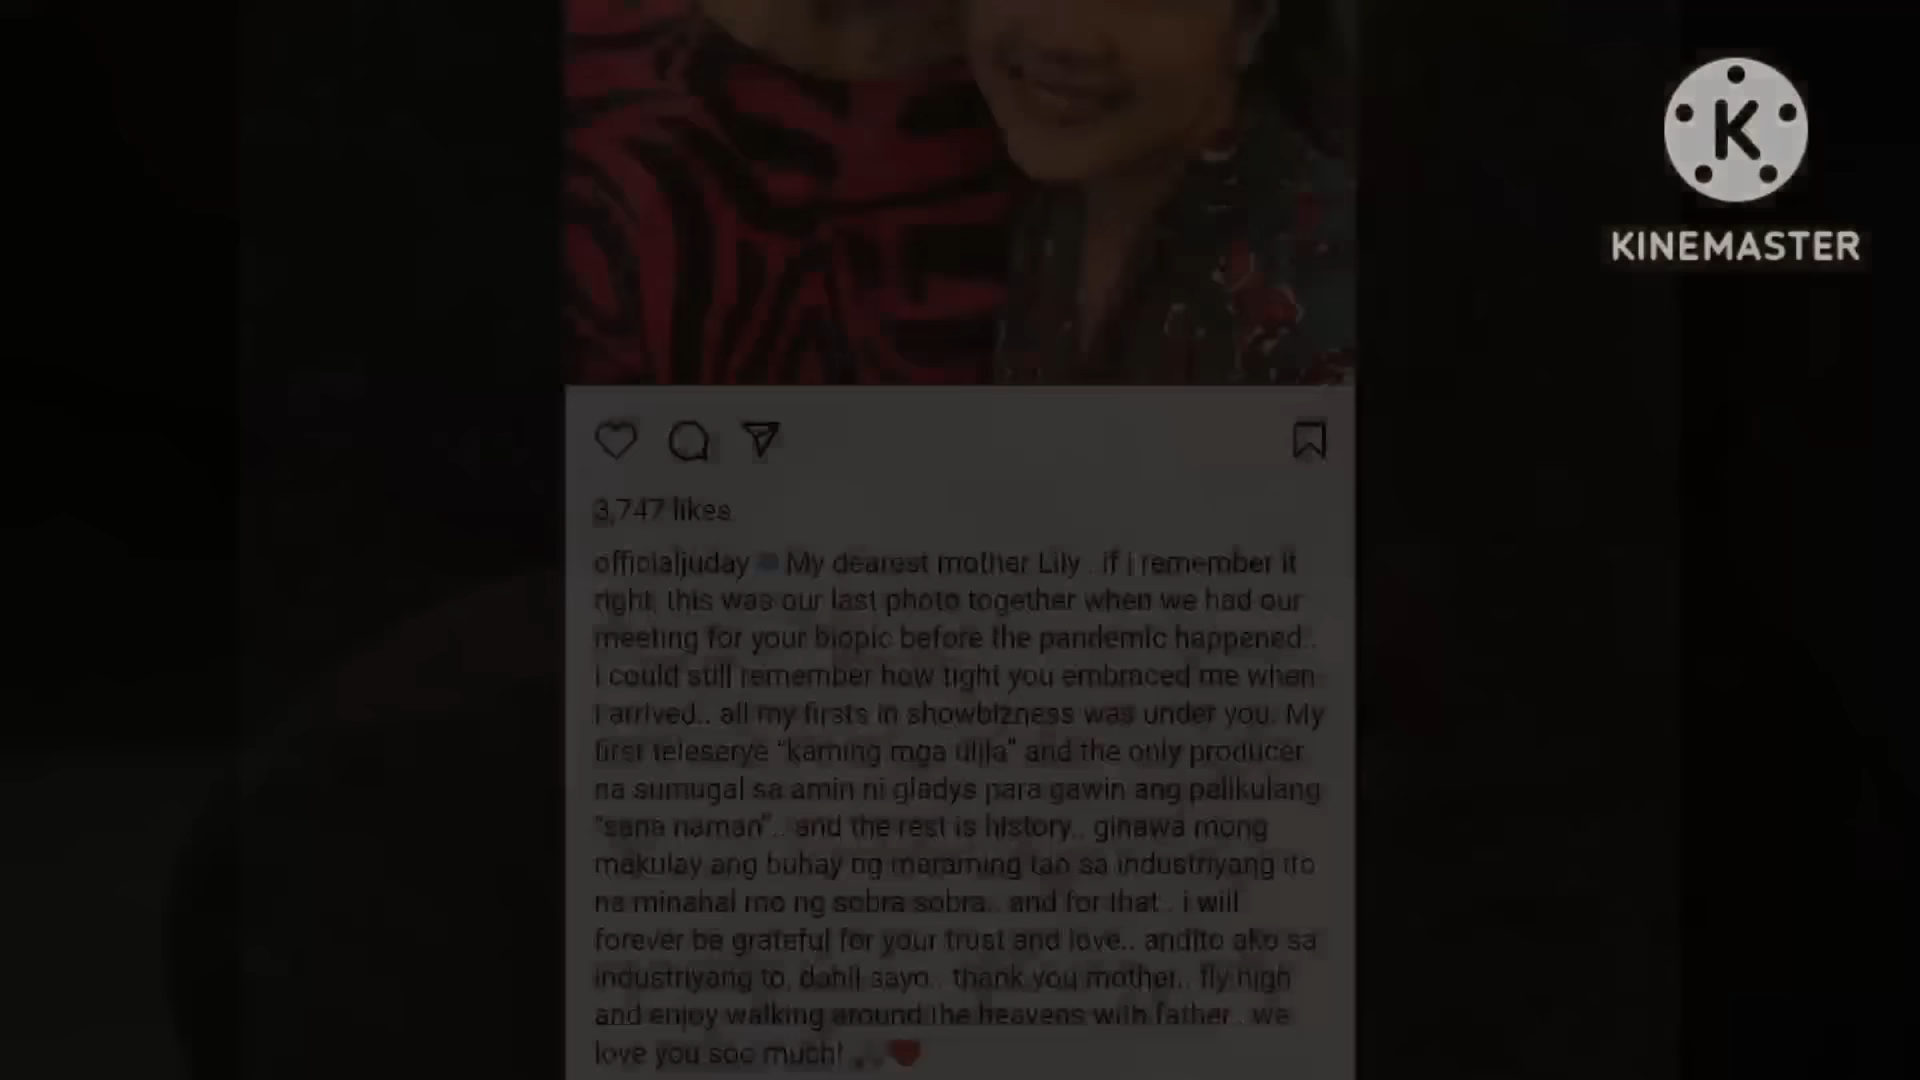 KINEMASTER
3,747 likes
officialjuday My dearest mother Lily.. if i remember it
right, this was our last photo together when we had our
meeting for your biopic before the pandemic happened..
i could still remember how tight you embraced me when
i arrived.. all my firsts in showbizness was under you. My
first teleserye "kaming mga ulila" and the only producer
na sumugal sa amin ni gladys para gawin ang pelikulang
"sana naman".. and the rest is history.. ginawa mong
makulay ang buhay ng maraming tao sa industriyang ito
na minahal mo ng sobra sobra.. and for that.. i will
forever be grateful for your trust and love.. andito ako sa
industriyang to, dahil sayo.. thank you mother.. fly high
and enjoy walking around the heavens with father.. we
love you soo much!